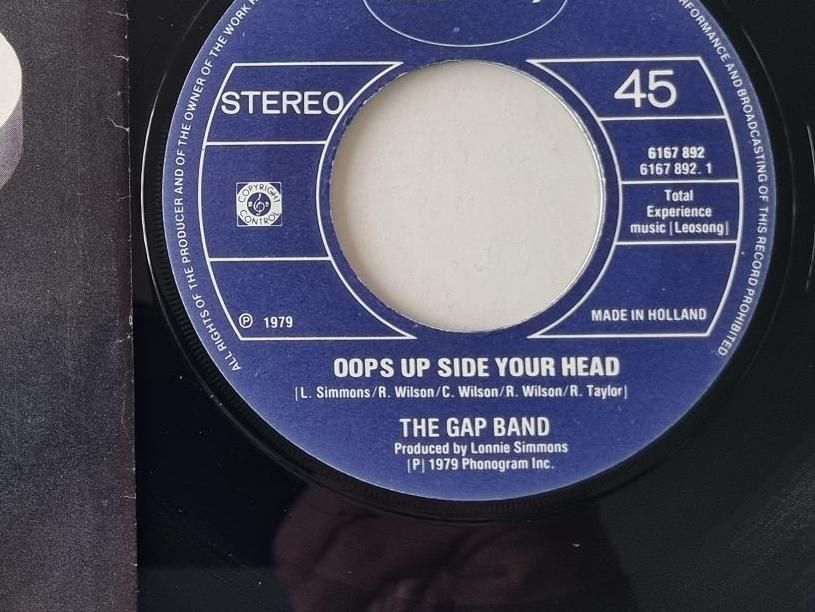 ALL RIGHTS OF THE PRODUCER AND OF THE OWNER OF THE WORK
PERFORMANCE AND BROADCASTING OF THIS RECORD PROHIBITED.
STEREO
45
6167 892
6167 892. 1
COPYRIGHT
CONTROL
Total
Experience
music [Leosong]
℗ 1979
MADE IN HOLLAND
OOPS UP SIDE YOUR HEAD
[L. Simmons/R. Wilson/C. Wilson/R. Wilson/R. Taylor]
THE GAP BAND
Produced by Lonnie Simmons
[P] 1979 Phonogram Inc.